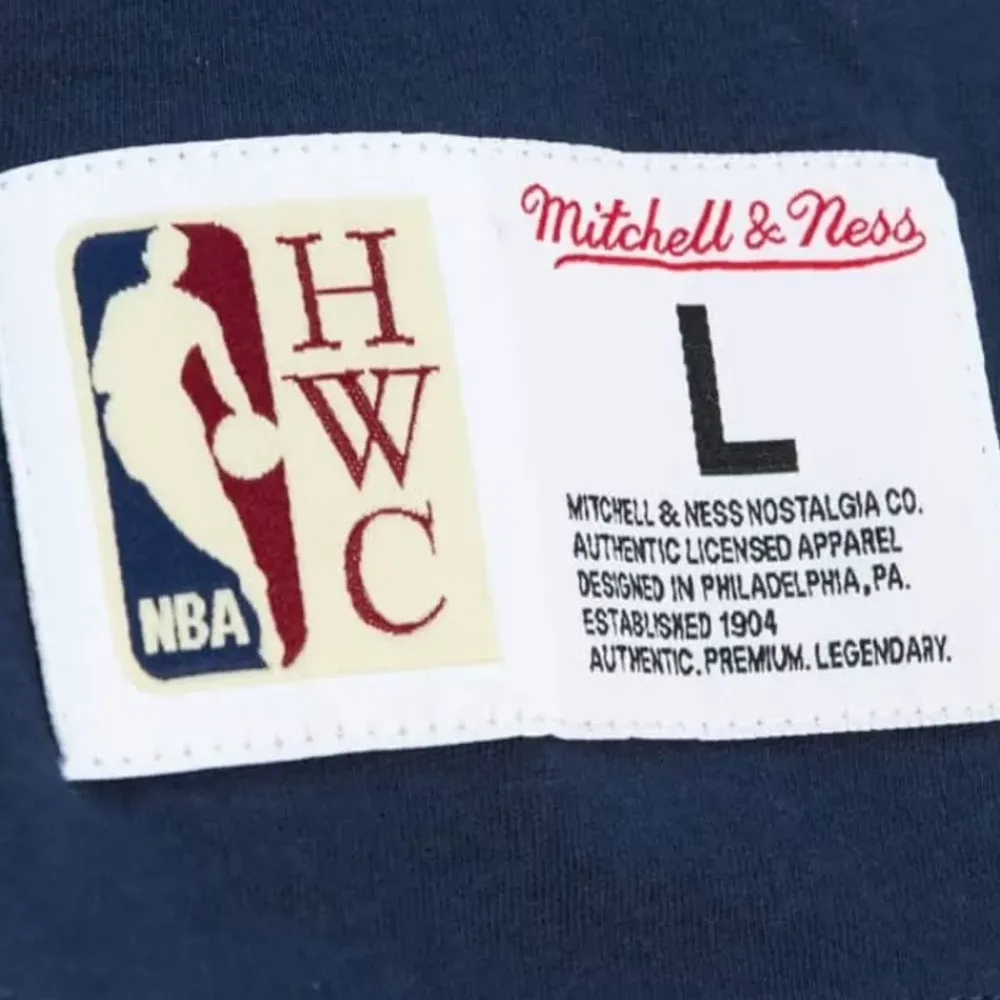 NBA
H
W
C
Mitchell & Ness
L
MITCHELL & NESS NOSTALGIA CO.
AUTHENTIC LICENSED APPAREL
DESIGNED IN PHILADELPHIA, PA.
ESTABLISHED 1904
AUTHENTIC. PREMIUM. LEGENDARY.